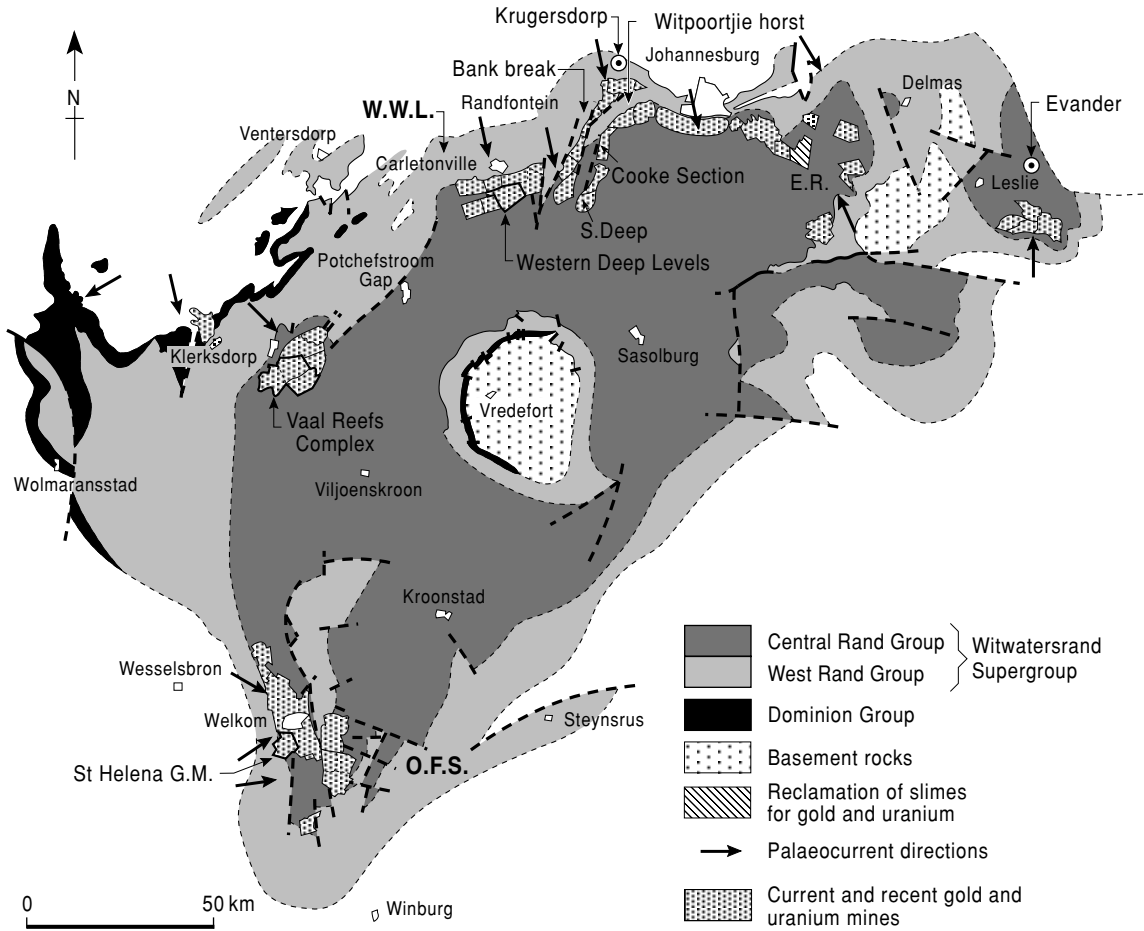 Krugersdorp
Witpoortjie horst
Johannesburg
Bank break
N
W.W.L.
Randfontein
Delmas
Evander
Ventersdorp
Carletonville
Cooke Section
E.R.
Leslie
S.Deep
Western Deep Levels
Potchefstroom
Gap
Klerksdorp
Sasolburg
Vredefort
Vaal Reefs
Complex
Wolmaransstad
Viljoenskroon
Kroonstad
Wesselsbron
Welkom
Steynsrus
St Helena G.M.
O.F.S.
Winburg
0 50 km
Central Rand Group
West Rand Group
Witwatersrand
Supergroup
Dominion Group
Basement rocks
Reclamation of slimes
for gold and uranium
Palaeocurrent directions
Current and recent gold and
uranium mines